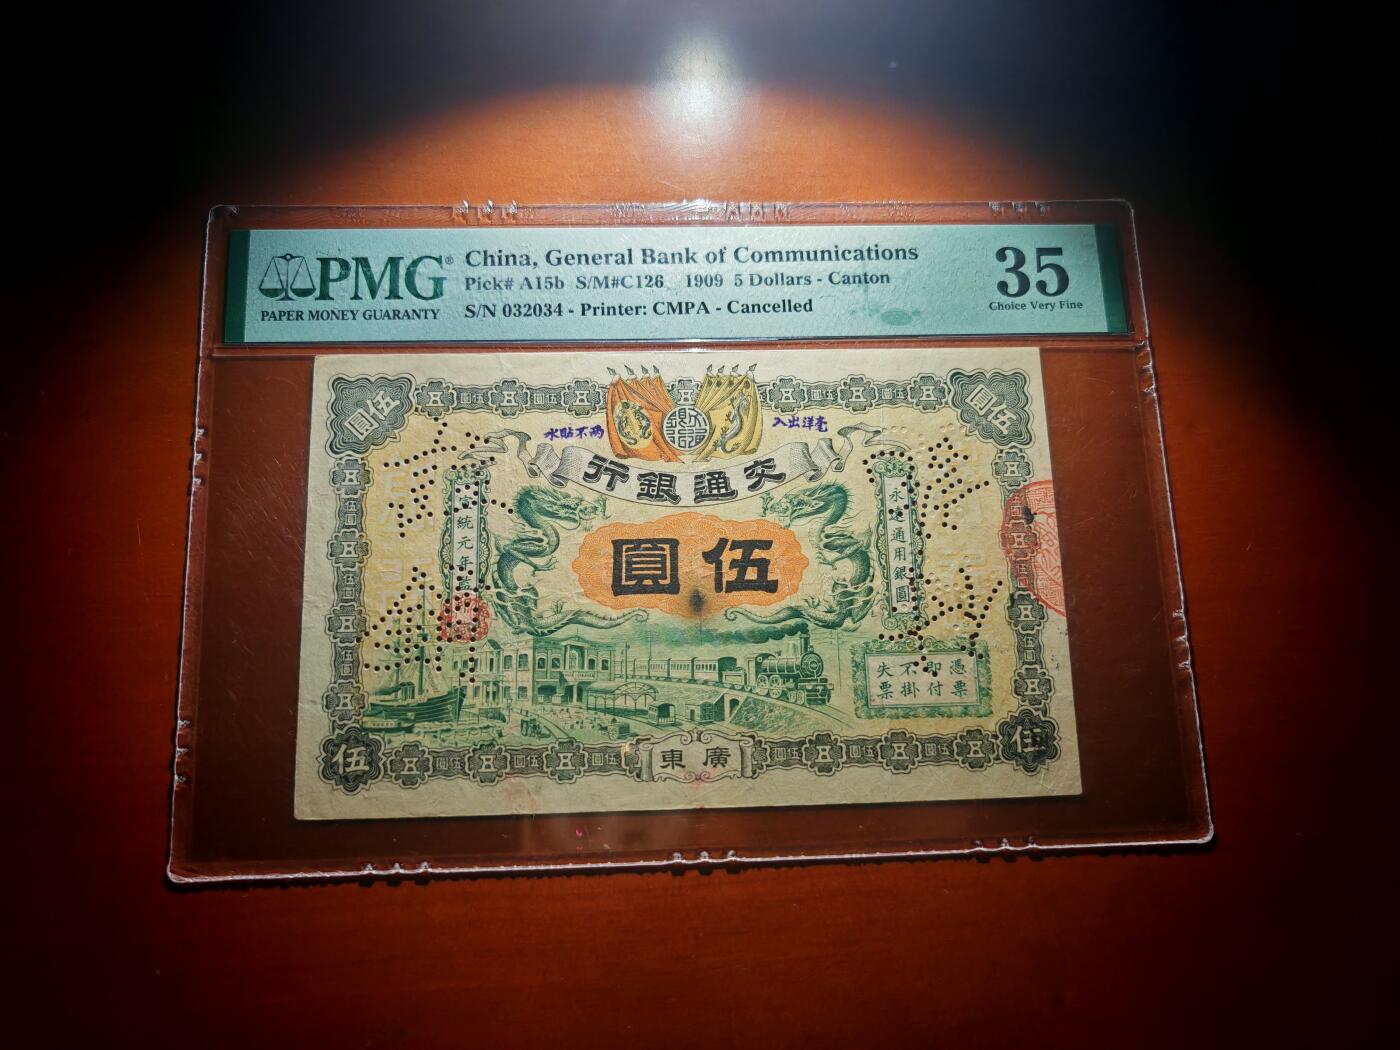 PMG®
PAPER MONEY GUARANTY
China, General Bank of Communications
Pick# A15b S/M#C126 1909 5 Dollars - Canton
S/N 032034 - Printer: CMPA - Cancelled
35
Choice Very Fine
圓伍
圓伍
永貼不两
入出洋毫
行銀通交
圓伍
統元年
永遠通用銀圓
憑票
即付
不掛
失票
伍
東廣
伍